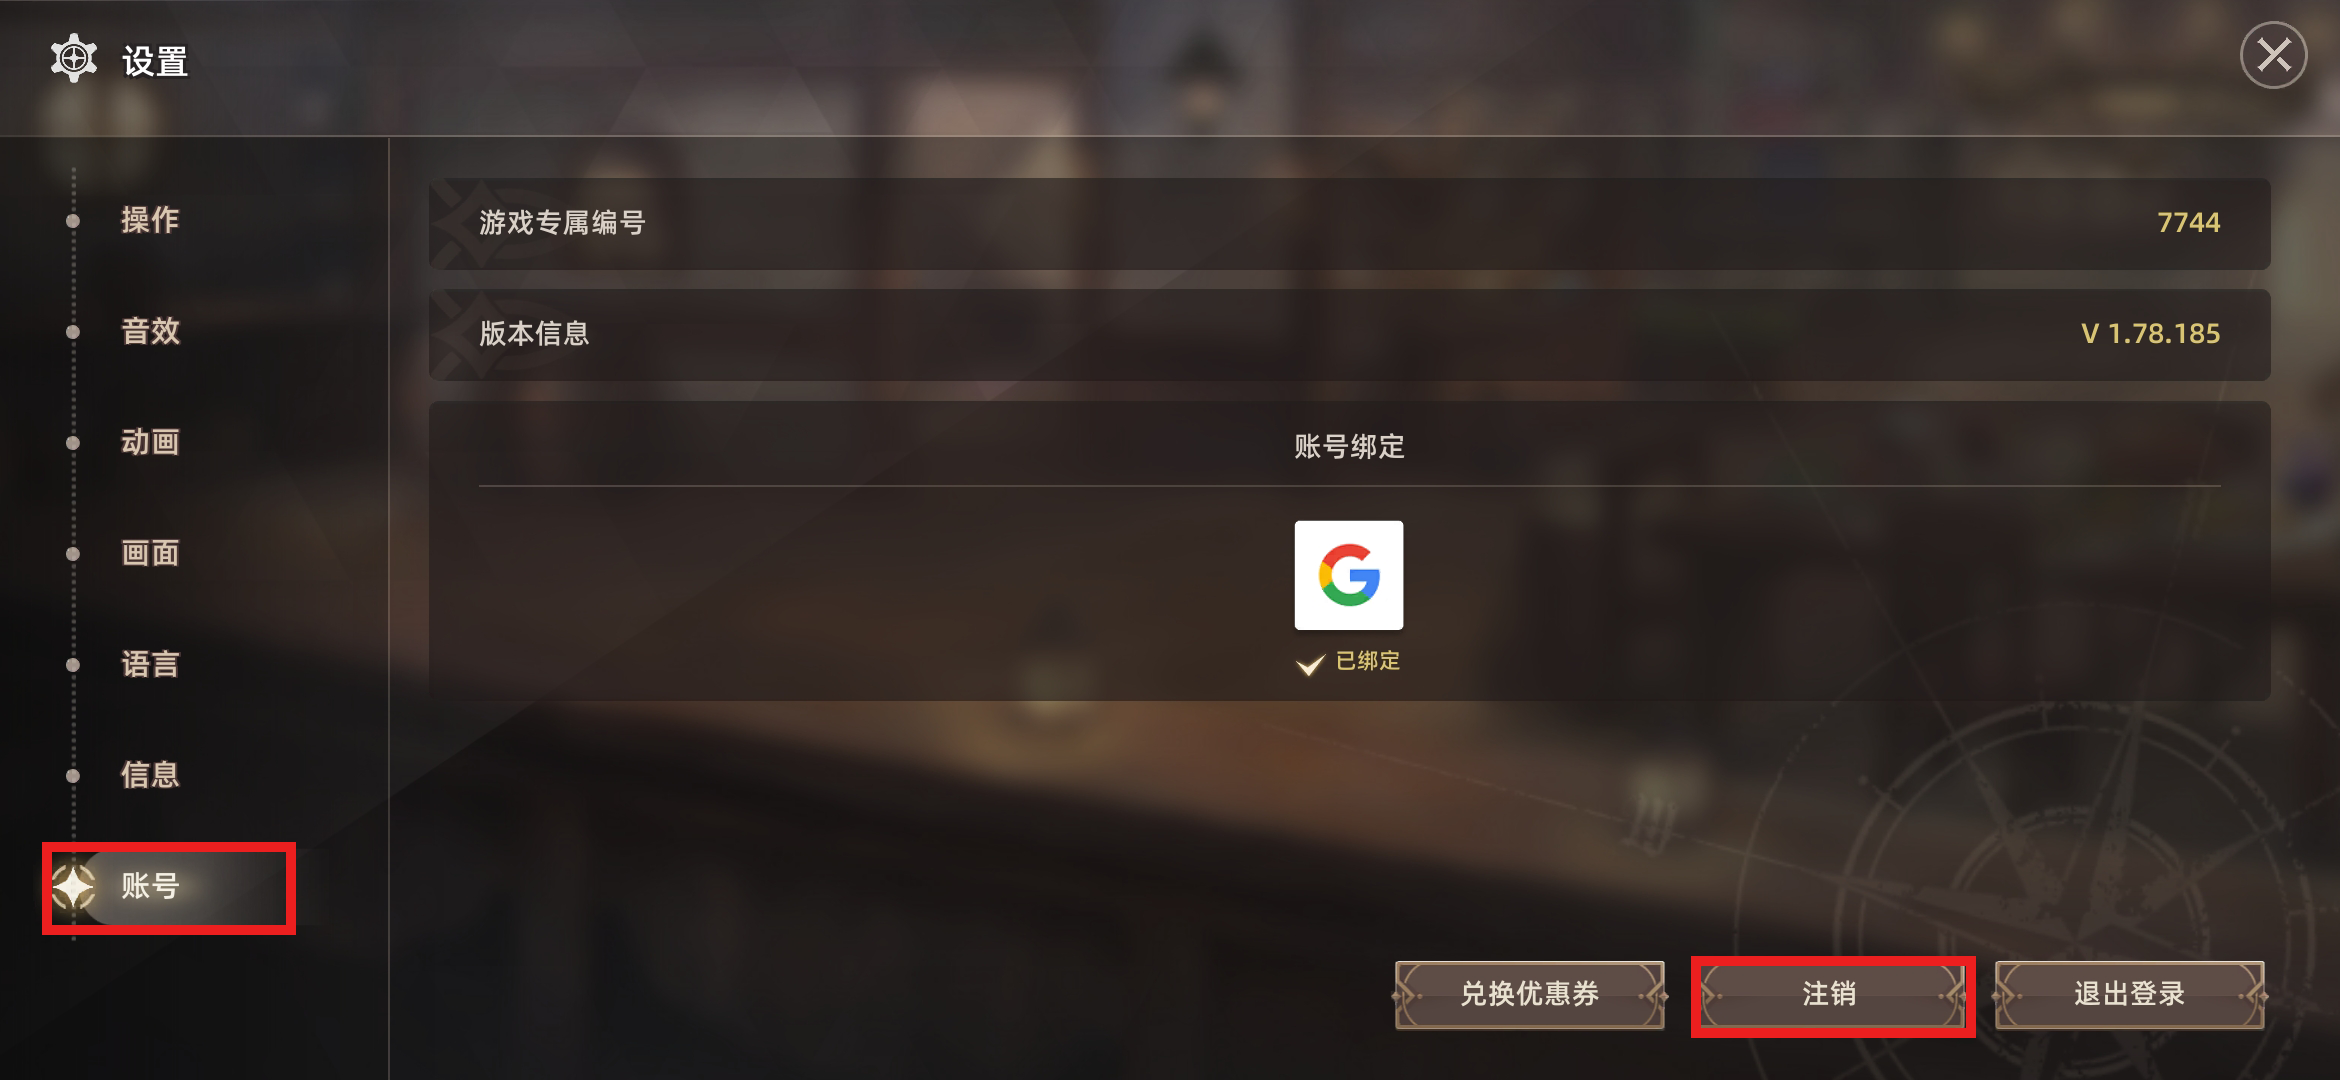 设置
操作
音效
动画
画面
语言
信息
账号
游戏专属编号 7744
版本信息 V 1.78.185
账号绑定
已绑定
兑换优惠券 注销 退出登录